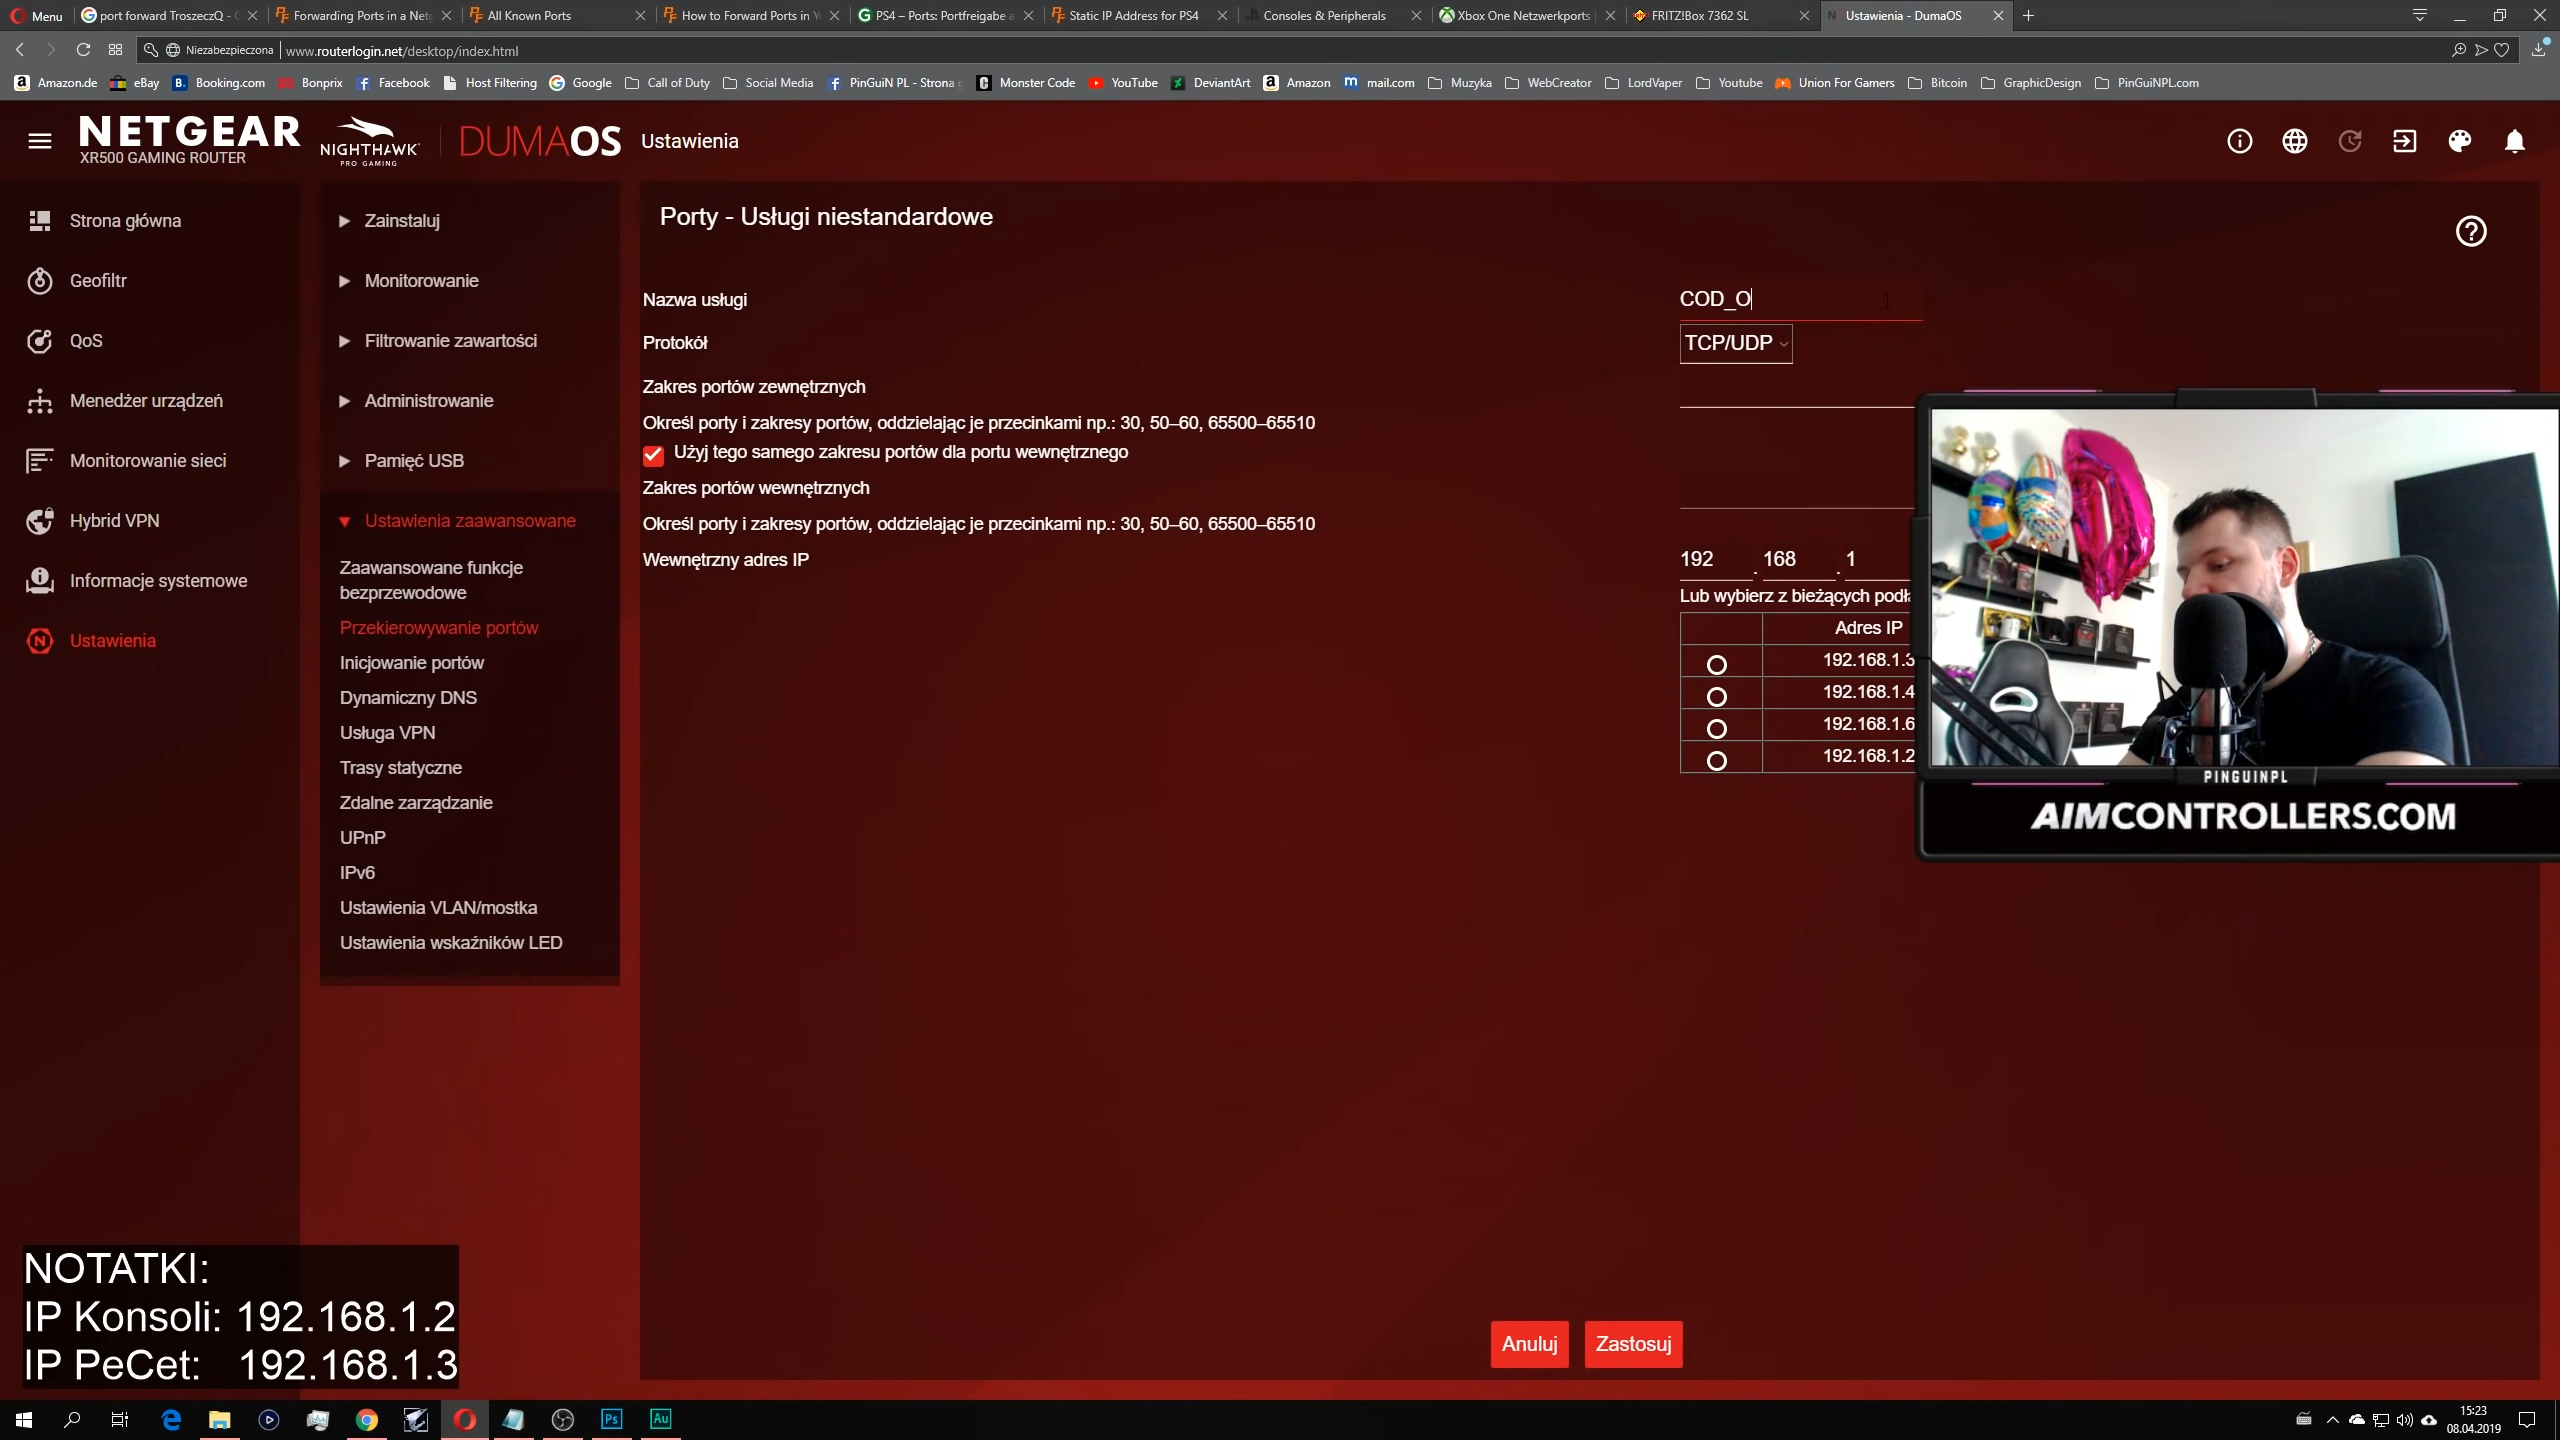 Menu
port forward TroszeczQ -
Forwarding Ports in a Netg
All Known Ports
How to Forward Ports in Y
PS4 – Ports: Portfreigabe a
Static IP Address for PS4
Consoles & Peripherals
Xbox One Netzwerkports
FRITZ!Box 7362 SL
Ustawienia - DumaOS
Niezabezpieczona
www.routerlogin.net/desktop/index.html
Amazon.de
eBay
Booking.com
Bonprix
Facebook
Host Filtering
Google
Call of Duty
Social Media
PinGuiN PL - Strona g
Monster Code
YouTube
DeviantArt
Amazon
mail.com
Muzyka
WebCreator
LordVaper
Youtube
Union For Gamers
Bitcoin
GraphicDesign
PinGuiNPL.com
NETGEAR
XR500 GAMING ROUTER
NIGHTHAWK
PRO GAMING
DUMAOS
Ustawienia
Strona główna
Geofiltr
QoS
Menedżer urządzeń
Monitorowanie sieci
Hybrid VPN
Informacje systemowe
Ustawienia
Zainstaluj
Monitorowanie
Filtrowanie zawartości
Administrowanie
Pamięć USB
Ustawienia zaawansowane
Zaawansowane funkcje
bezprzewodowe
Przekierowywanie portów
Inicjowanie portów
Dynamiczny DNS
Usługa VPN
Trasy statyczne
Zdalne zarządzanie
UPnP
IPv6
Ustawienia VLAN/mostka
Ustawienia wskaźników LED
Porty - Usługi niestandardowe
Nazwa usługi
COD_O
Protokół
TCP/UDP
Zakres portów zewnętrznych
Określ porty i zakresy portów, oddzielając je przecinkami np.: 30, 50–60, 65500–65510
Użyj tego samego zakresu portów dla portu wewnętrznego
Zakres portów wewnętrznych
Określ porty i zakresy portów, oddzielając je przecinkami np.: 30, 50–60, 65500–65510
Wewnętrzny adres IP
192 . 168 . 1
Lub wybierz z bieżących podł
Adres IP
192.168.1.3
192.168.1.4
192.168.1.6
192.168.1.2
PINGUINPL
AIMCONTROLLERS.COM
Anuluj
Zastosuj
NOTATKI:
IP Konsoli: 192.168.1.2
IP PeCet: 192.168.1.3
Ps
Au
15:23
08.04.2019